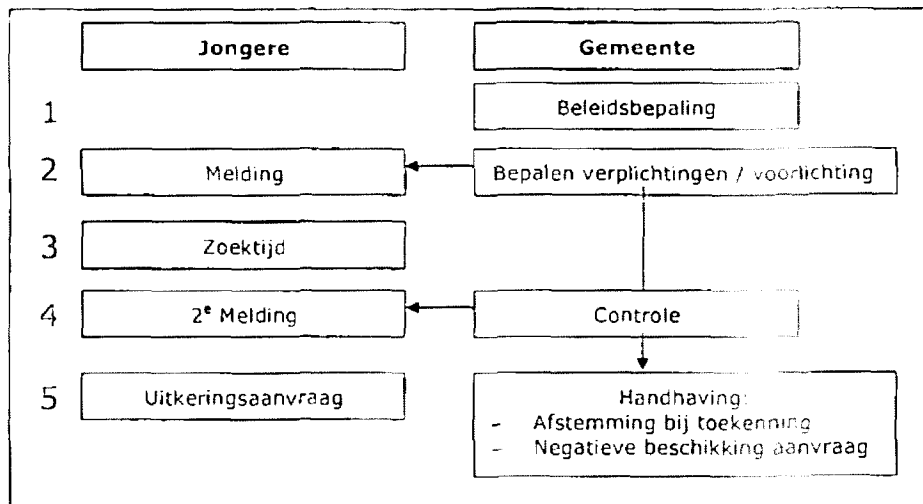 Jongere Gemeente
1 Beleidsbepaling
2 Melding Bepalen verplichtingen / voorlichting
3 Zoektijd
4 2e Melding Controle
5 Uitkeringsaanvraag Handhaving:
- Afstemming bij toekenning
- Negatieve beschikking aanvraag